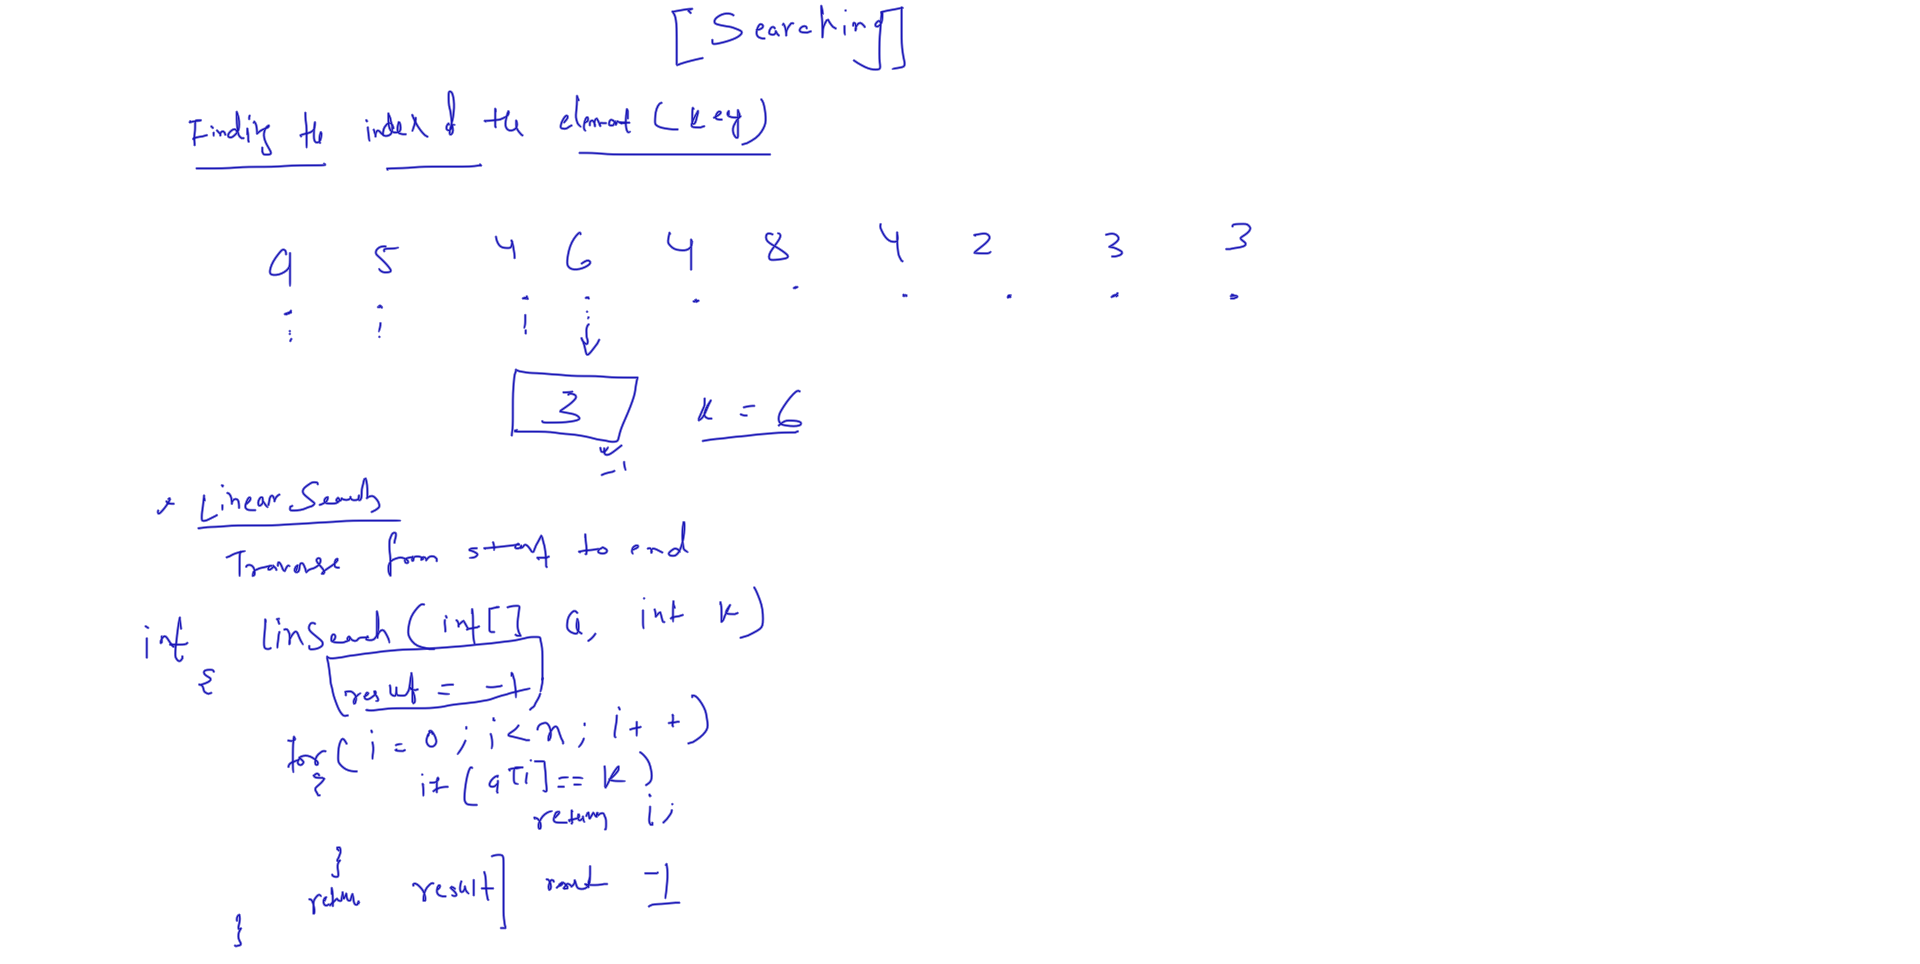 [Searching]
Finding the index of the element (key)
9 5 4 6 4 8 4 2 3 3
3 k = 6
-1
Linear Search
Traverse from start to end
int linSearch (int[] a, int k)
{
result = -1
for (i = 0; i < n; i++)
{ if (a[i] == k)
return i;
}
return result] -1
}